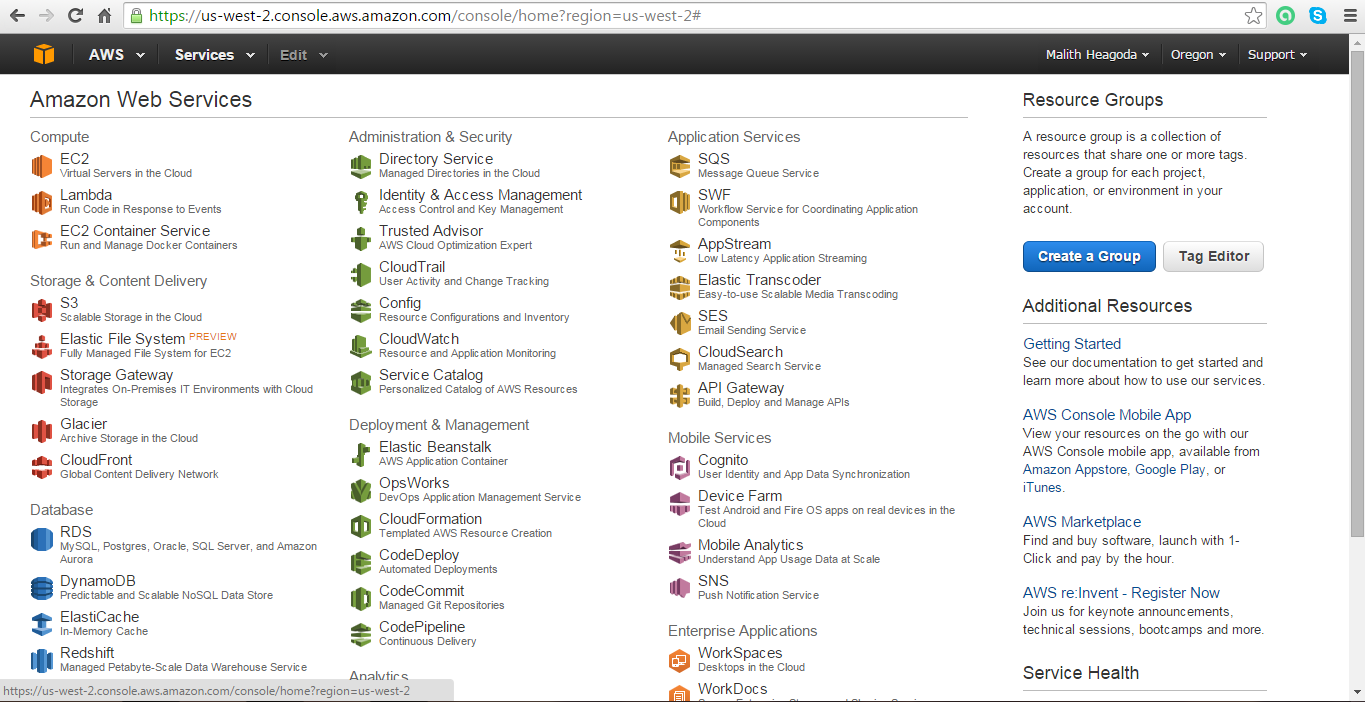 https://us-west-2.console.aws.amazon.com/console/home?region=us-west-2#
AWS Services Edit Malith Heagoda Oregon Support
Amazon Web Services
Compute
EC2
Virtual Servers in the Cloud
Lambda
Run Code in Response to Events
EC2 Container Service
Run and Manage Docker Containers
Storage & Content Delivery
S3
Scalable Storage in the Cloud
Elastic File System PREVIEW
Fully Managed File System for EC2
Storage Gateway
Integrates On-Premises IT Environments with Cloud
Storage
Glacier
Archive Storage in the Cloud
CloudFront
Global Content Delivery Network
Database
RDS
MySQL, Postgres, Oracle, SQL Server, and Amazon
Aurora
DynamoDB
Predictable and Scalable NoSQL Data Store
ElastiCache
In-Memory Cache
Redshift
Managed Petabyte-Scale Data Warehouse Service
Administration & Security
Directory Service
Managed Directories in the Cloud
Identity & Access Management
Access Control and Key Management
Trusted Advisor
AWS Cloud Optimization Expert
CloudTrail
User Activity and Change Tracking
Config
Resource Configurations and Inventory
CloudWatch
Resource and Application Monitoring
Service Catalog
Personalized Catalog of AWS Resources
Deployment & Management
Elastic Beanstalk
AWS Application Container
OpsWorks
DevOps Application Management Service
CloudFormation
Templated AWS Resource Creation
CodeDeploy
Automated Deployments
CodeCommit
Managed Git Repositories
CodePipeline
Continuous Delivery
Analytics
Application Services
SQS
Message Queue Service
SWF
Workflow Service for Coordinating Application
Components
AppStream
Low Latency Application Streaming
Elastic Transcoder
Easy-to-use Scalable Media Transcoding
SES
Email Sending Service
CloudSearch
Managed Search Service
API Gateway
Build, Deploy and Manage APIs
Mobile Services
Cognito
User Identity and App Data Synchronization
Device Farm
Test Android and Fire OS apps on real devices in the
Cloud
Mobile Analytics
Understand App Usage Data at Scale
SNS
Push Notification Service
Enterprise Applications
WorkSpaces
Desktops in the Cloud
WorkDocs
Resource Groups
A resource group is a collection of
resources that share one or more tags.
Create a group for each project,
application, or environment in your
account.
Create a Group Tag Editor
Additional Resources
Getting Started
See our documentation to get started and
learn more about how to use our services.
AWS Console Mobile App
View your resources on the go with our
AWS Console mobile app, available from
Amazon Appstore, Google Play, or
iTunes.
AWS Marketplace
Find and buy software, launch with 1-
Click and pay by the hour.
AWS re:Invent - Register Now
Join us for keynote announcements,
technical sessions, bootcamps and more.
Service Health
https://us-west-2.console.aws.amazon.com/console/home?region=us-west-2